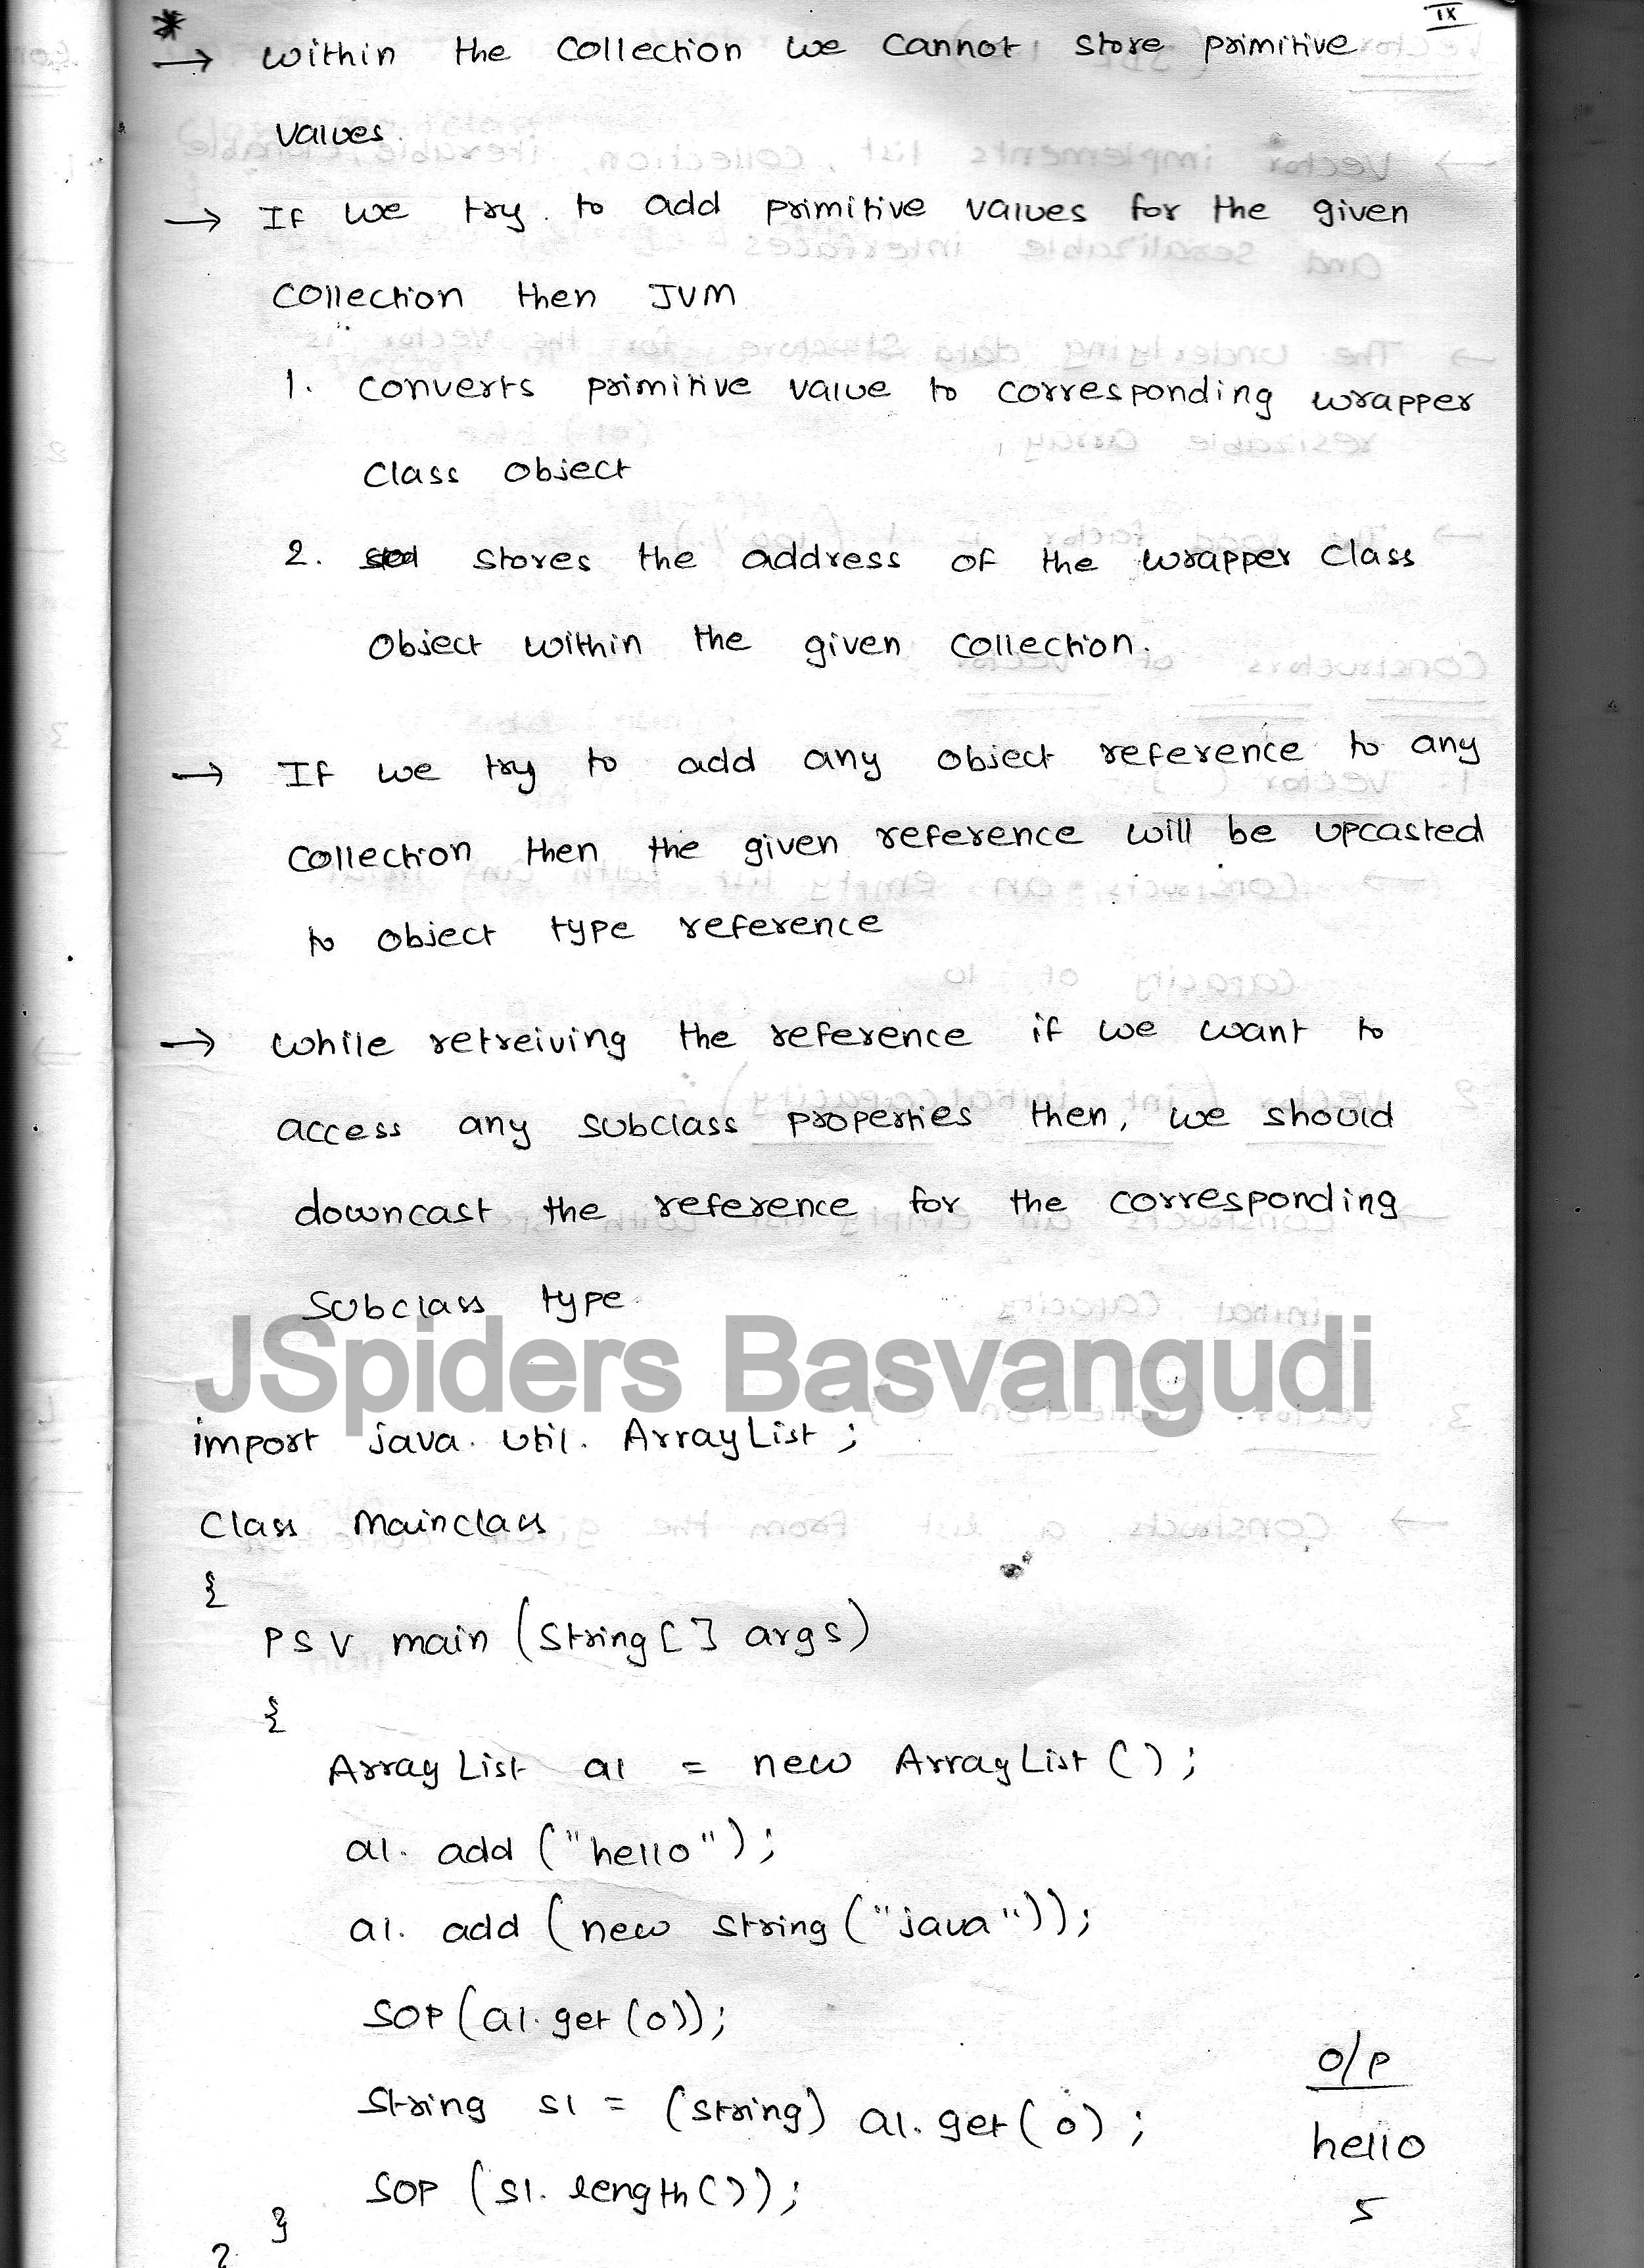 IX
* → within the collection we cannot store primitive
values.
→ If we try to add primitive values for the given
collection then JVM
1. converts primitive value to corresponding wrapper
class object
2. stores the address of the wrapper class
object within the given collection.
→ If we try to add any object reference to any
collection then the given reference will be upcasted
to object type reference
→ while retreiving the reference if we want to
access any subclass properties then, we should
downcast the reference for the corresponding
subclass type
JSpiders Basvangudi
import java.util.ArrayList;
class Mainclass
{
PSV main (String[] args)
{
ArrayList al = new ArrayList();
al.add("hello");
al.add(new String("java"));
SOP(al.get(0));
String s1 = (String) al.get(0);
SOP (s1.length());
}
O/P
hello
5